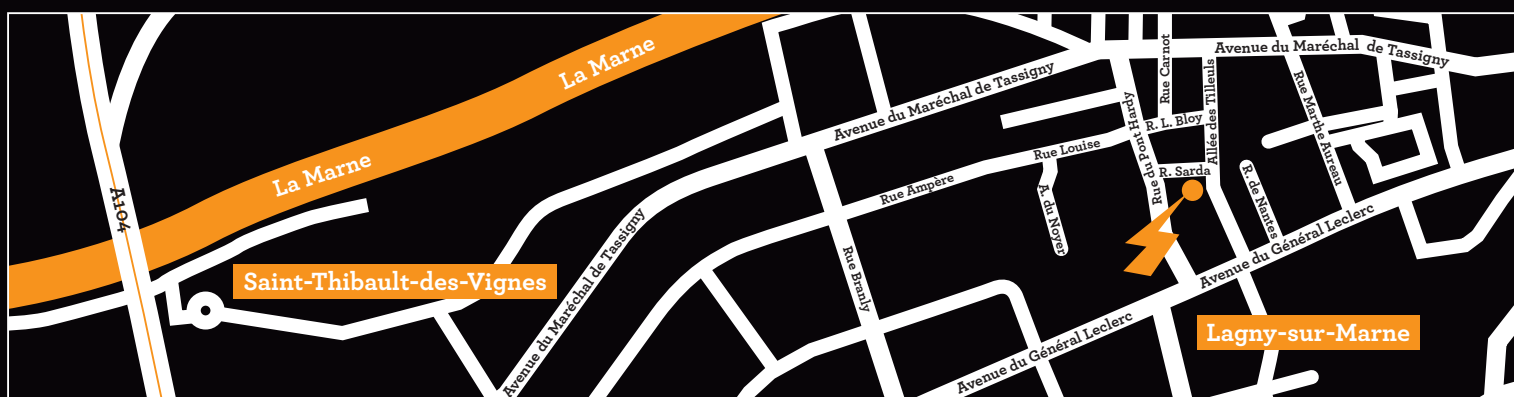 La Marne
Avenue du Maréchal de Tassigny
Rue Carnot
Avenue du Maréchal de Tassigny
Allée des Tilleuls
Rue Marthe Aureau
Rue du Pont Hardy
R. L. Bloy
Rue Louise
R. Sarda
La Marne
Rue Ampère
A. du Noyer
R. de Nantes
A104
Avenue du Maréchal de Tassigny
Rue Branly
Avenue du Général Leclerc
Saint-Thibault-des-Vignes
Avenue du Général Leclerc
Lagny-sur-Marne